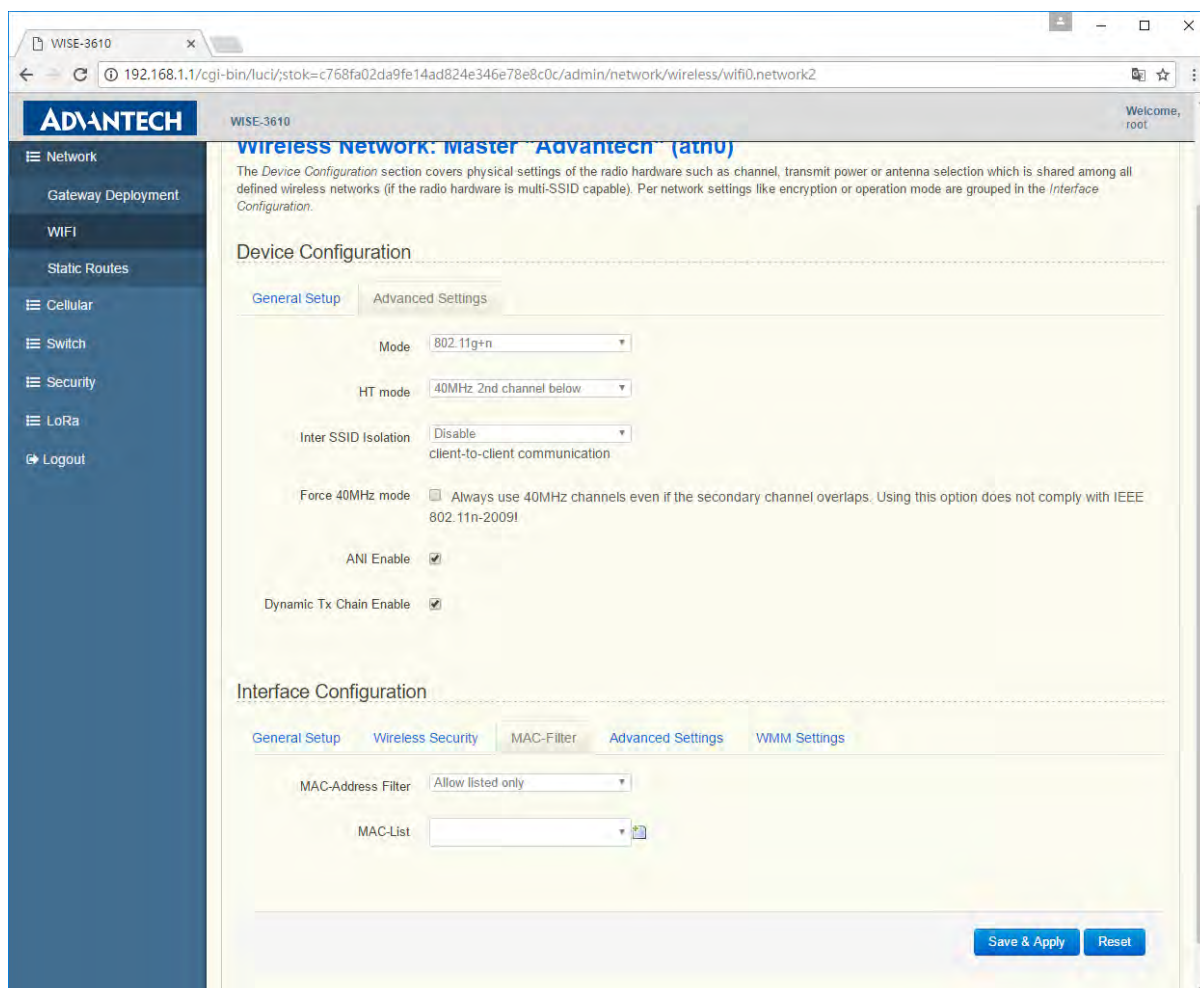 WISE-3610
192.168.1.1/cgi-bin/luci/;stok=c768fa02da9fe14ad824e346e78e8c0c/admin/network/wireless/wifi0.network2
ADVANTECH
WISE-3610
Welcome,
root
Network
Gateway Deployment
WIFI
Static Routes
Cellular
Switch
Security
LoRa
Logout
Wireless Network: Master "Advantech" (ath0)
The Device Configuration section covers physical settings of the radio hardware such as channel, transmit power or antenna selection which is shared among all
defined wireless networks (if the radio hardware is multi-SSID capable). Per network settings like encryption or operation mode are grouped in the Interface
Configuration.
Device Configuration
General Setup Advanced Settings
Mode 802.11g+n
HT mode 40MHz 2nd channel below
Inter SSID Isolation Disable
client-to-client communication
Force 40MHz mode Always use 40MHz channels even if the secondary channel overlaps. Using this option does not comply with IEEE
802.11n-2009!
ANI Enable
Dynamic Tx Chain Enable
Interface Configuration
General Setup Wireless Security MAC-Filter Advanced Settings WMM Settings
MAC-Address Filter Allow listed only
MAC-List
Save & Apply Reset